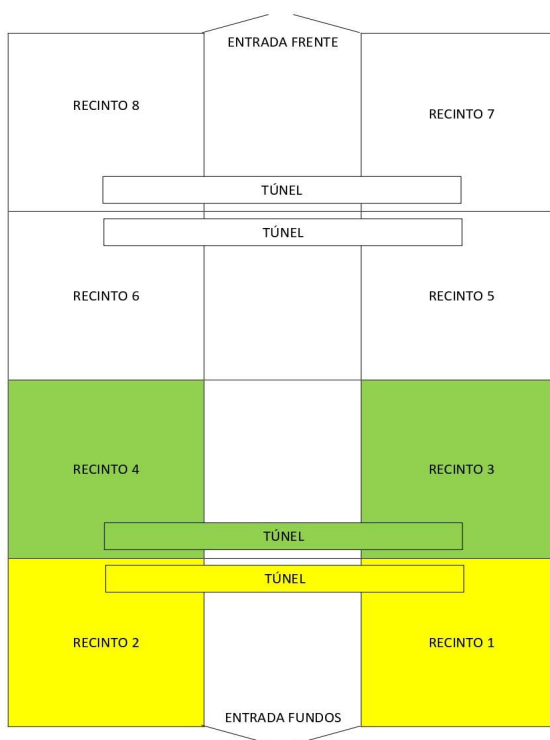 ENTRADA FRENTE
RECINTO 8
RECINTO 7
TÚNEL
TÚNEL
RECINTO 6
RECINTO 5
RECINTO 4
RECINTO 3
TÚNEL
TÚNEL
RECINTO 2
RECINTO 1
ENTRADA FUNDOS